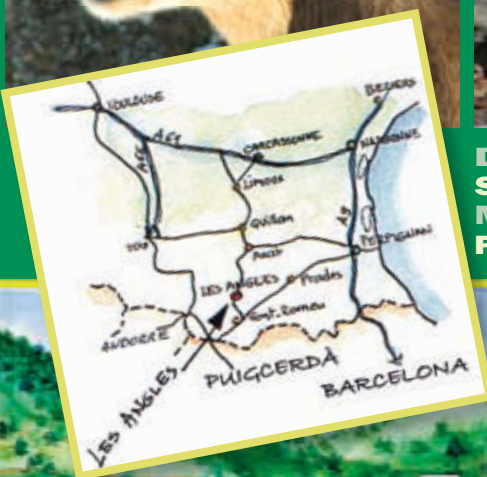 TOULOUSE
BEZIERS
A61
CARCASSONNE
NARBONNE
A66
Limoux
Quillan
A9
FOIX
Axat
PERPIGNAN
LES ANGLES
Prades
Font. Romeu
ANDORRE
PUIGCERDÀ
LES ANGLES
BARCELONA
D
S
M
P